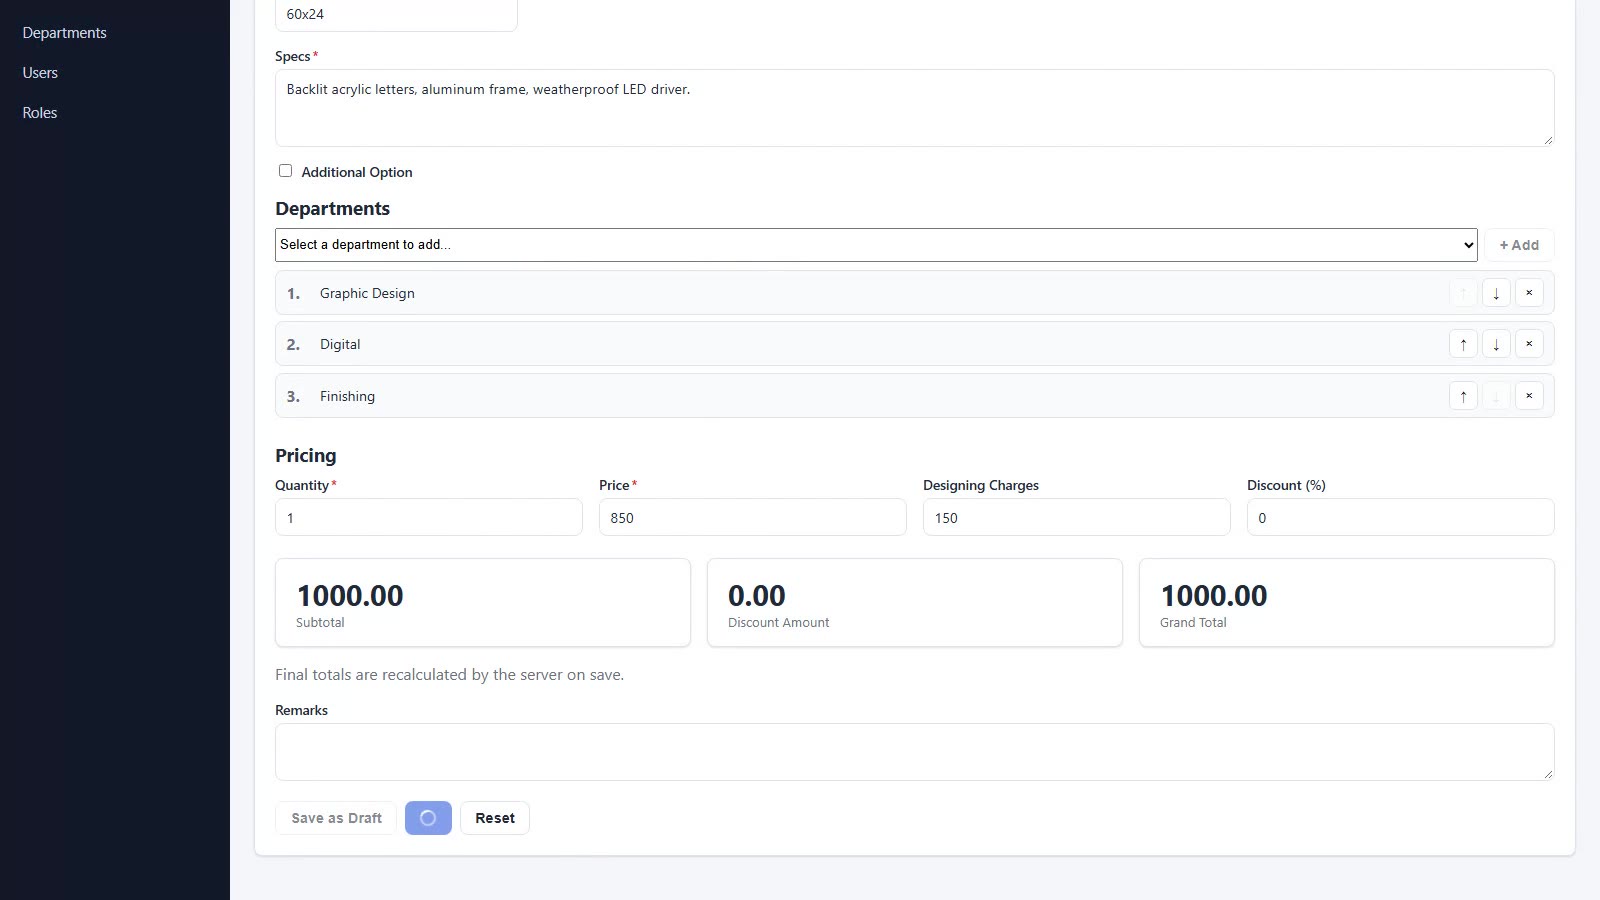 Departments
Users
Roles
60x24
Specs*
Backlit acrylic letters, aluminum frame, weatherproof LED driver.
Additional Option
Departments
Select a department to add...
+ Add
1. Graphic Design ↑ ↓ ×
2. Digital ↑ ↓ ×
3. Finishing ↑ ↓ ×
Pricing
Quantity* Price* Designing Charges Discount (%)
1 850 150 0
1000.00 0.00 1000.00
Subtotal Discount Amount Grand Total
Final totals are recalculated by the server on save.
Remarks
Save as Draft Reset